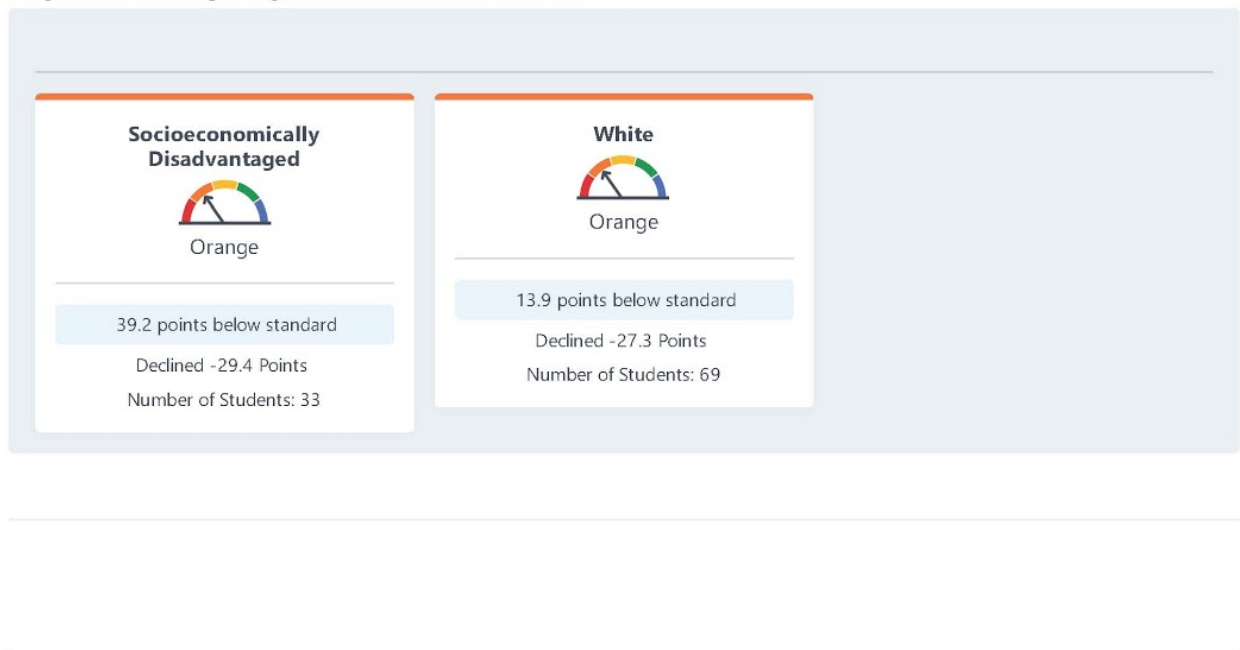 Socioeconomically
Disadvantaged
Orange
39.2 points below standard
Declined -29.4 Points
Number of Students: 33
White
Orange
13.9 points below standard
Declined -27.3 Points
Number of Students: 69